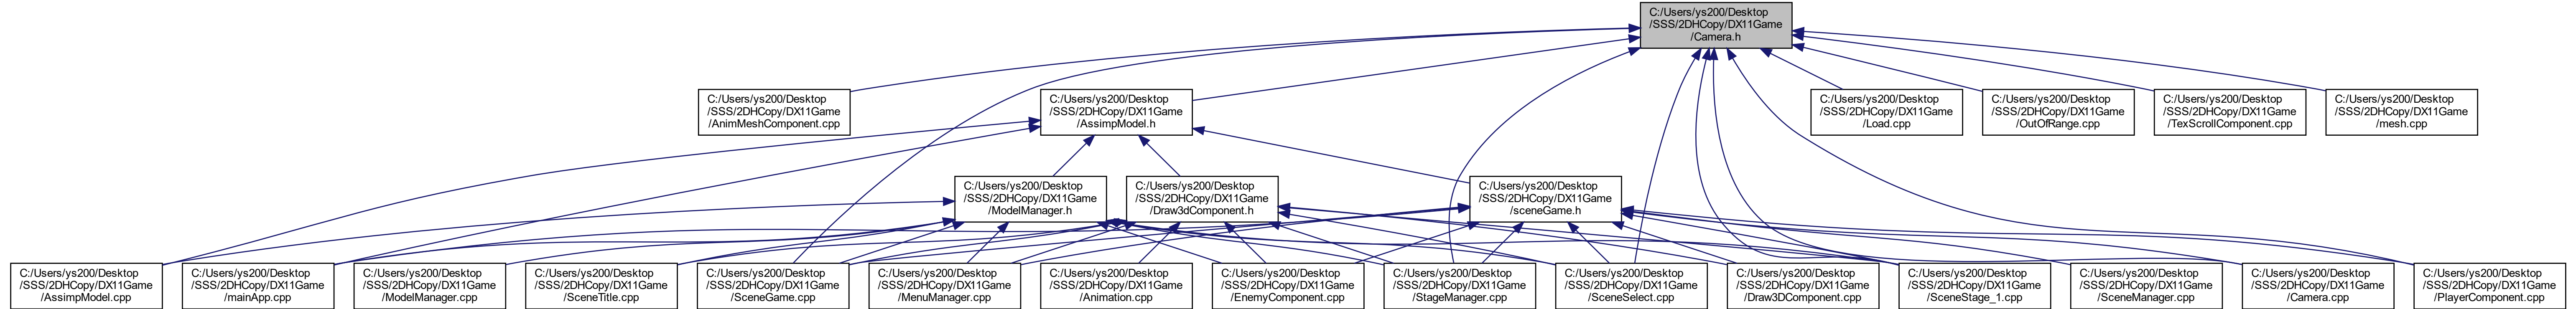 C:/Users/ys200/Desktop
/SSS/2DHCopy/DX11Game
/Camera.h
C:/Users/ys200/Desktop
/SSS/2DHCopy/DX11Game
/AnimMeshComponent.cpp
C:/Users/ys200/Desktop
/SSS/2DHCopy/DX11Game
/AssimpModel.h
C:/Users/ys200/Desktop
/SSS/2DHCopy/DX11Game
/Load.cpp
C:/Users/ys200/Desktop
/SSS/2DHCopy/DX11Game
/OutOfRange.cpp
C:/Users/ys200/Desktop
/SSS/2DHCopy/DX11Game
/TexScrollComponent.cpp
C:/Users/ys200/Desktop
/SSS/2DHCopy/DX11Game
/mesh.cpp
C:/Users/ys200/Desktop
/SSS/2DHCopy/DX11Game
/ModelManager.h
C:/Users/ys200/Desktop
/SSS/2DHCopy/DX11Game
/Draw3dComponent.h
C:/Users/ys200/Desktop
/SSS/2DHCopy/DX11Game
/sceneGame.h
C:/Users/ys200/Desktop
/SSS/2DHCopy/DX11Game
/AssimpModel.cpp
C:/Users/ys200/Desktop
/SSS/2DHCopy/DX11Game
/mainApp.cpp
C:/Users/ys200/Desktop
/SSS/2DHCopy/DX11Game
/ModelManager.cpp
C:/Users/ys200/Desktop
/SSS/2DHCopy/DX11Game
/SceneTitle.cpp
C:/Users/ys200/Desktop
/SSS/2DHCopy/DX11Game
/SceneGame.cpp
C:/Users/ys200/Desktop
/SSS/2DHCopy/DX11Game
/MenuManager.cpp
C:/Users/ys200/Desktop
/SSS/2DHCopy/DX11Game
/Animation.cpp
C:/Users/ys200/Desktop
/SSS/2DHCopy/DX11Game
/EnemyComponent.cpp
C:/Users/ys200/Desktop
/SSS/2DHCopy/DX11Game
/StageManager.cpp
C:/Users/ys200/Desktop
/SSS/2DHCopy/DX11Game
/SceneSelect.cpp
C:/Users/ys200/Desktop
/SSS/2DHCopy/DX11Game
/Draw3DComponent.cpp
C:/Users/ys200/Desktop
/SSS/2DHCopy/DX11Game
/SceneStage_1.cpp
C:/Users/ys200/Desktop
/SSS/2DHCopy/DX11Game
/SceneManager.cpp
C:/Users/ys200/Desktop
/SSS/2DHCopy/DX11Game
/Camera.cpp
C:/Users/ys200/Desktop
/SSS/2DHCopy/DX11Game
/PlayerComponent.cpp